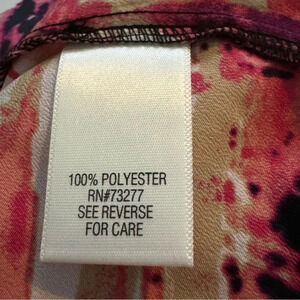 100% POLYESTER
RN#73277
SEE REVERSE
FOR CARE